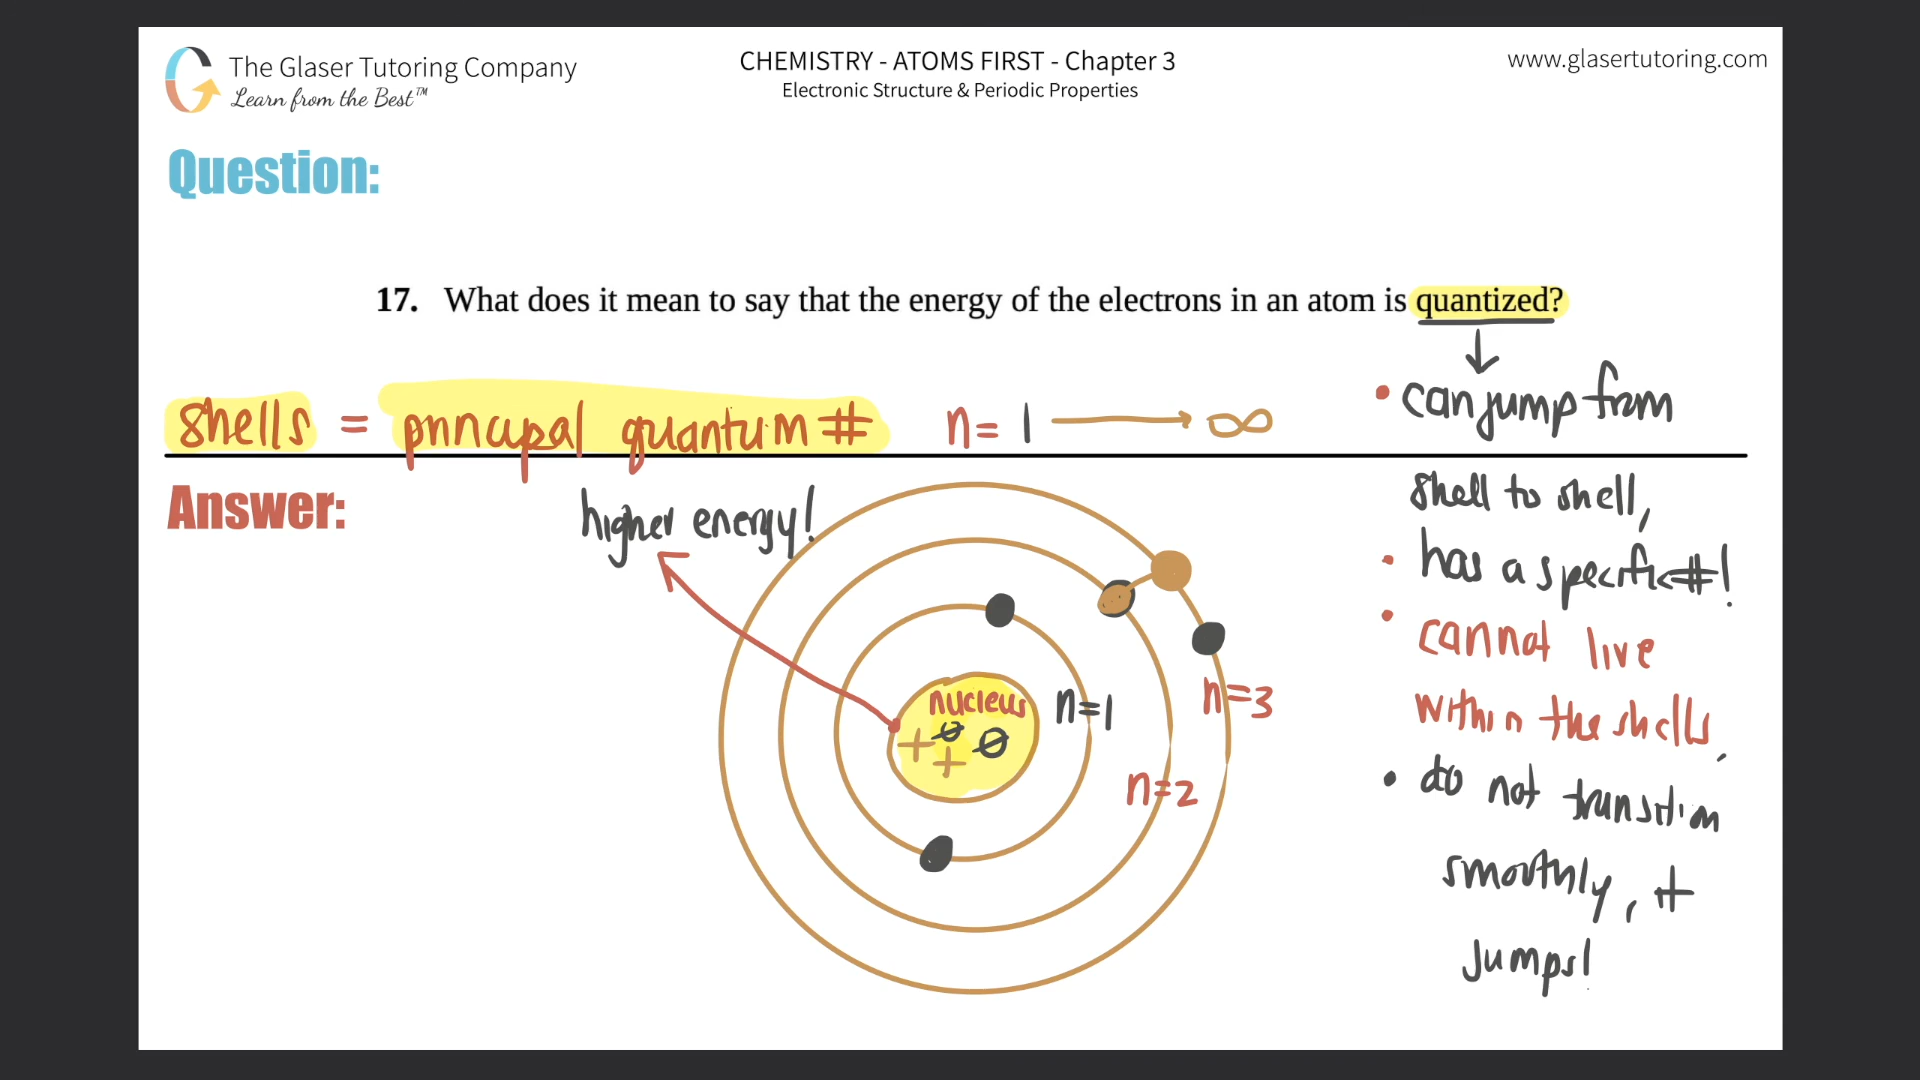 The Glaser Tutoring Company
Learn from the Best™
CHEMISTRY - ATOMS FIRST - Chapter 3
Electronic Structure & Periodic Properties
www.glasertutoring.com
Question:
17. What does it mean to say that the energy of the electrons in an atom is quantized?
shells = principal quantum # n= 1 → ∞
Answer:
higher energy!
nucleus
+ 0 0
+
n=1
n=2
n=3
• can jump from
shell to shell,
• has a specific #!
• cannot live
within the shells.
• do not transition
smoothly, it
jumps!